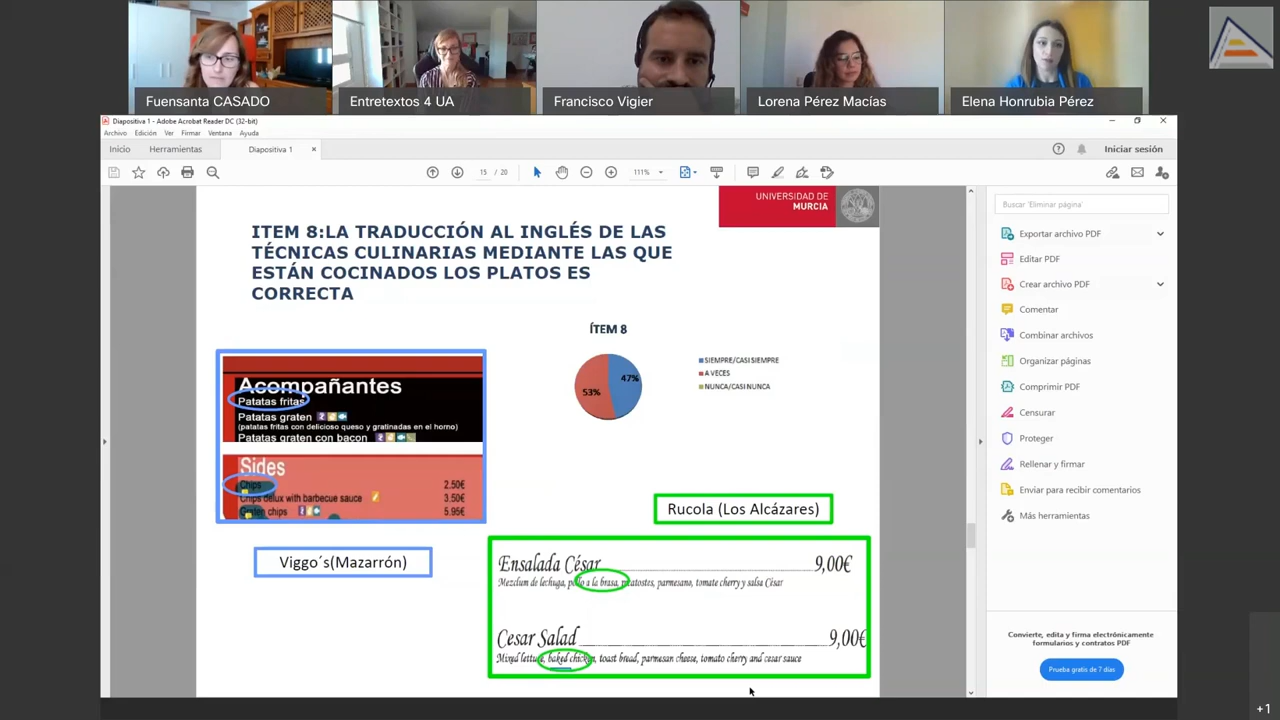 Fuensanta CASADO
Entretextos 4 UA
Francisco Vigier
Lorena Pérez Macías
Elena Honrubia Pérez
Diapositiva 1 - Adobe Acrobat Reader DC (32-bit)
Archivo Edición Ver Firmar Ventana Ayuda
Inicio Herramientas Diapositiva 1
Iniciar sesión
15 / 20
111%
UNIVERSIDAD DE
MURCIA
ITEM 8:LA TRADUCCIÓN AL INGLÉS DE LAS
TÉCNICAS CULINARIAS MEDIANTE LAS QUE
ESTÁN COCINADOS LOS PLATOS ES
CORRECTA
ÍTEM 8
47%
53%
SIEMPRE/CASI SIEMPRE
A VECES
NUNCA/CASI NUNCA
Acompañantes
Patatas fritas
Patatas graten
(patatas fritas con delicioso queso y gratinadas en el horno)
Patatas graten con bacon
Sides
Chips 2.50€
Chips delux with barbecue sauce 3.50€
Graten chips 5.95€
Viggo´s(Mazarrón)
Rucola (Los Alcázares)
Ensalada César 9,00€
Mezclum de lechuga, pollo a la brasa, picatostes, parmesano, tomate cherry y salsa César
Cesar Salad 9,00€
Mixed lettuce, baked chicken, toast bread, parmesan cheese, tomato cherry and cesar sauce
Buscar 'Eliminar página'
Exportar archivo PDF
Editar PDF
Crear archivo PDF
Comentar
Combinar archivos
Organizar páginas
Comprimir PDF
Censurar
Proteger
Rellenar y firmar
Enviar para recibir comentarios
Más herramientas
Convierte, edita y firma electrónicamente
formularios y contratos PDF
Prueba gratis de 7 días
+1